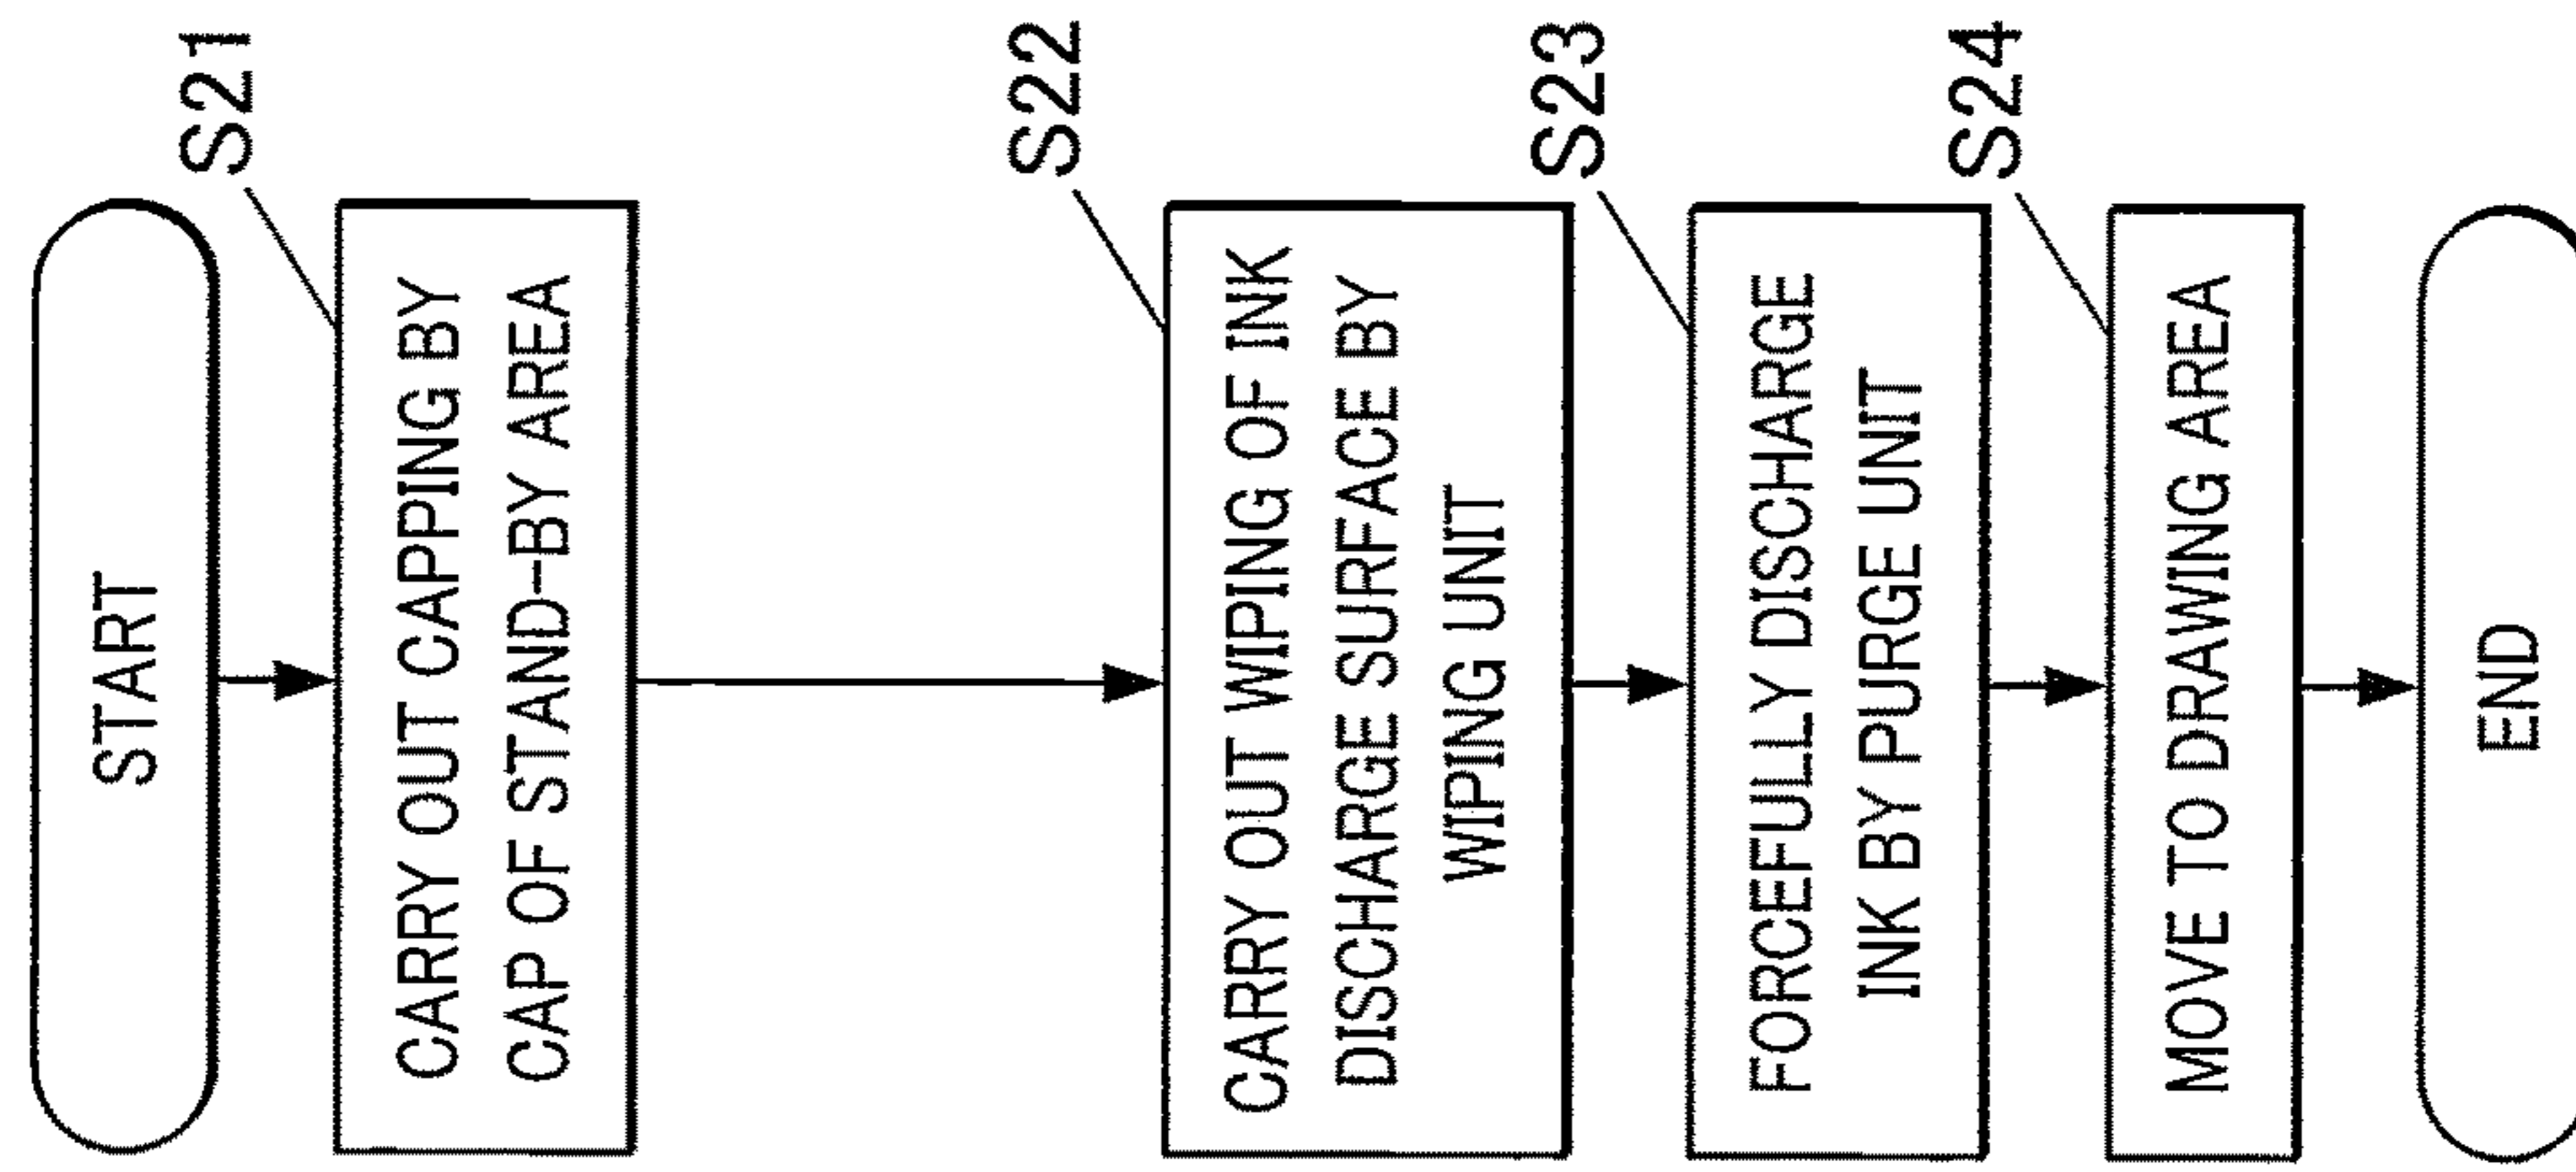 START
S21
CARRY OUT CAPPING BY
CAP OF STAND-BY AREA
S22
CARRY OUT WIPING OF INK
DISCHARGE SURFACE BY
WIPING UNIT
S23
FORCEFULLY DISCHARGE
INK BY PURGE UNIT
S24
MOVE TO DRAWING AREA
END